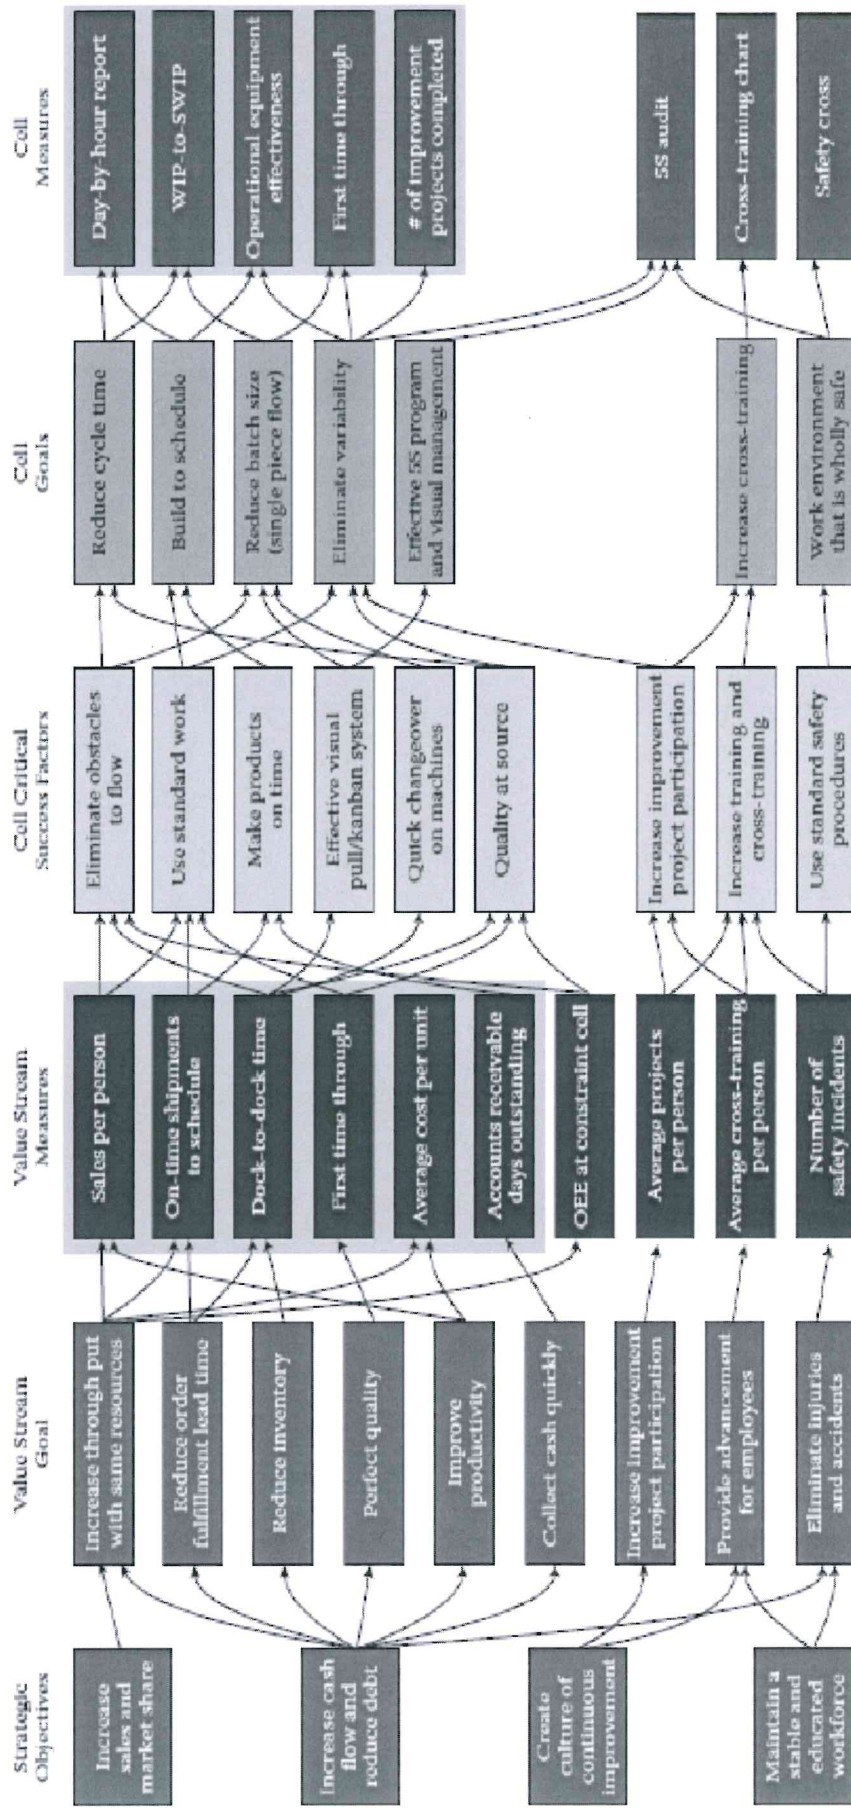 Strategic
Objectives
Increase
sales and
market share
Increase cash
flow and
reduce debt
Create
culture of
continuous
improvement
Maintain a
stable and
educated
workforce
Value Stream
Goal
Increase through put
with same resources
Reduce order
fulfillment lead time
Reduce inventory
Perfect quality
Improve
productivity
Collect cash quickly
Increase improvement
project participation
Provide advancement
for employees
Eliminate injuries
and accidents
Value Stream
Measures
Sales per person
On-time shipments
to schedule
Dock-to-dock time
First time through
Average cost per unit
Accounts receivable
days outstanding
OEE at constraint cell
Average projects
per person
Average cross-training
per person
Number of
safety incidents
Cell Critical
Success Factors
Eliminate obstacles
to flow
Use standard work
Make products
on time
Effective visual
pull/kanban system
Quick changeover
on machines
Quality at source
Increase improvement
project participation
Increase training and
cross-training
Use standard safety
procedures
Cell
Goals
Reduce cycle time
Build to schedule
Reduce batch size
(single piece flow)
Eliminate variability
Effective 5S program
and visual management
Increase cross-training
Work environment
that is wholly safe
Cell
Measures
Day-by-hour report
WIP-to-SWIP
Operational equipment
effectiveness
First time through
# of improvement
projects completed
5S audit
Cross-training chart
Safety cross